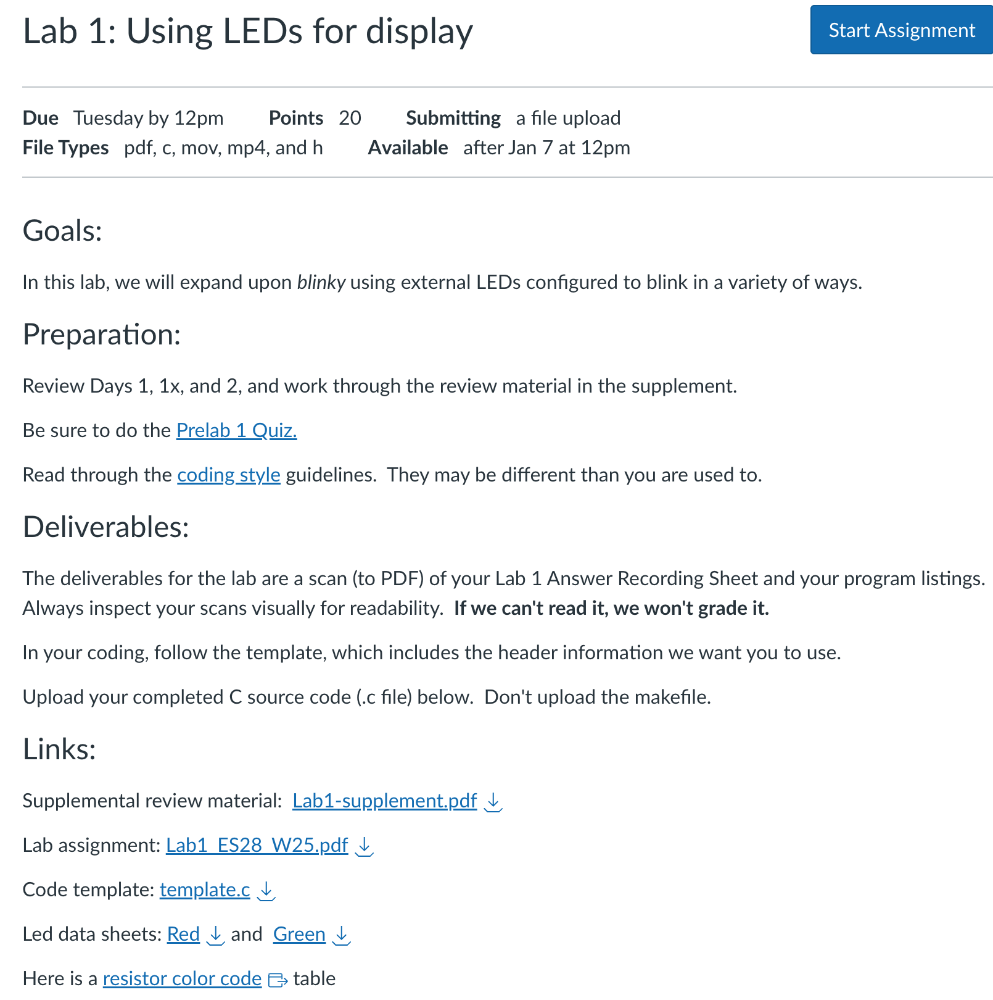 Lab 1: Using LEDs for display
Start Assignment
Due Tuesday by 12pm Points 20 Submitting a file upload
File Types pdf, c, mov, mp4, and h Available after Jan 7 at 12pm
Goals:
In this lab, we will expand upon blinky using external LEDs configured to blink in a variety of ways.
Preparation:
Review Days 1, 1x, and 2, and work through the review material in the supplement.
Be sure to do the Prelab 1 Quiz.
Read through the coding style guidelines. They may be different than you are used to.
Deliverables:
The deliverables for the lab are a scan (to PDF) of your Lab 1 Answer Recording Sheet and your program listings.
Always inspect your scans visually for readability. If we can't read it, we won't grade it.
In your coding, follow the template, which includes the header information we want you to use.
Upload your completed C source code (.c file) below. Don't upload the makefile.
Links:
Supplemental review material: Lab1-supplement.pdf
Lab assignment: Lab1_ES28_W25.pdf
Code template: template.c
Led data sheets: Red and Green
Here is a resistor color code table